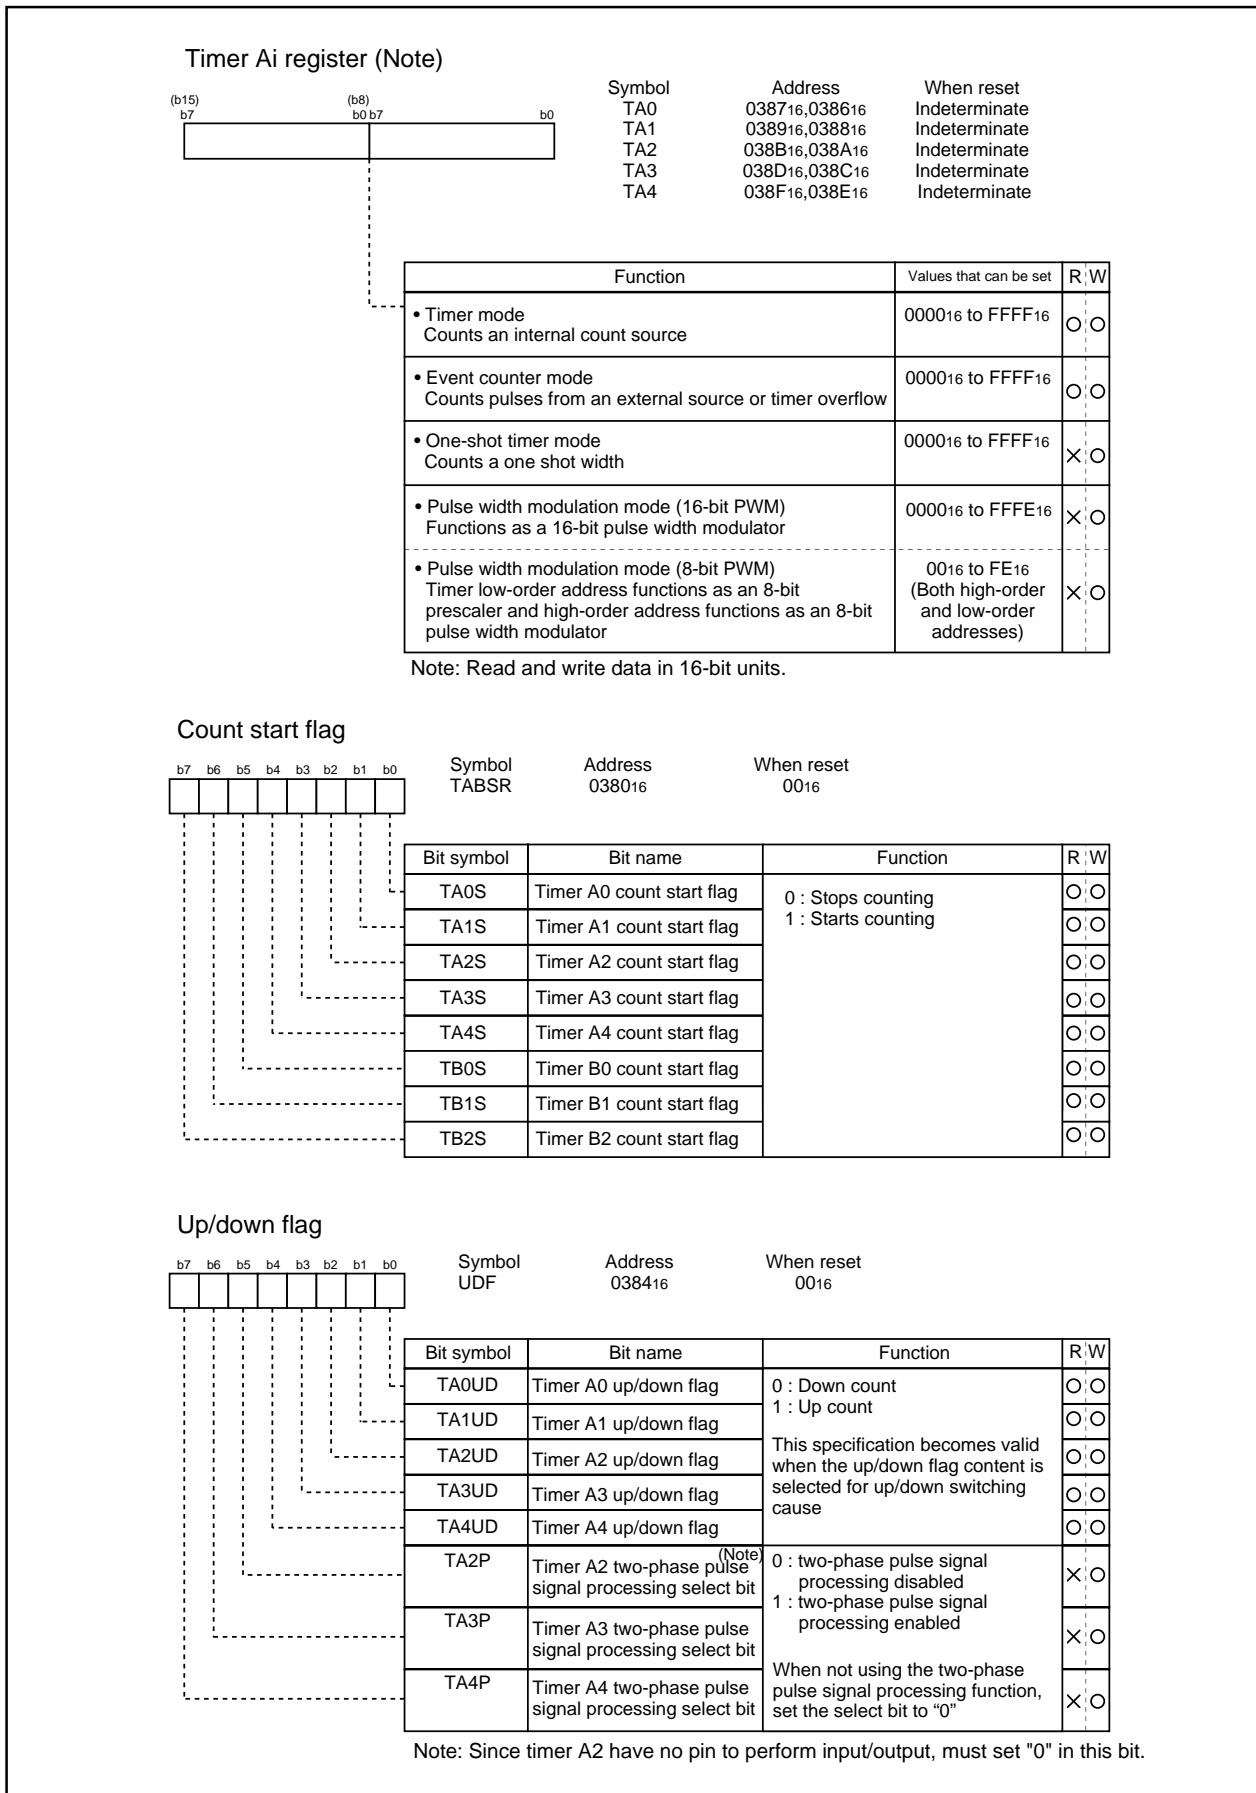 Timer Ai register (Note)
(b15) (b8)
b7 b0 b7 b0
Symbol Address When reset
TA0 038716,038616 Indeterminate
TA1 038916,038816 Indeterminate
TA2 038B16,038A16 Indeterminate
TA3 038D16,038C16 Indeterminate
TA4 038F16,038E16 Indeterminate
Function Values that can be set R W
• Timer mode 000016 to FFFF16
Counts an internal count source
• Event counter mode 000016 to FFFF16
Counts pulses from an external source or timer overflow
• One-shot timer mode 000016 to FFFF16
Counts a one shot width
• Pulse width modulation mode (16-bit PWM) 000016 to FFFE16
Functions as a 16-bit pulse width modulator
• Pulse width modulation mode (8-bit PWM) 0016 to FE16
Timer low-order address functions as an 8-bit (Both high-order
prescaler and high-order address functions as an 8-bit and low-order
pulse width modulator addresses)
Note: Read and write data in 16-bit units.
Count start flag
b7 b6 b5 b4 b3 b2 b1 b0
Symbol Address When reset
TABSR 038016 0016
Bit symbol Bit name Function R W
TA0S Timer A0 count start flag 0 : Stops counting
TA1S Timer A1 count start flag 1 : Starts counting
TA2S Timer A2 count start flag
TA3S Timer A3 count start flag
TA4S Timer A4 count start flag
TB0S Timer B0 count start flag
TB1S Timer B1 count start flag
TB2S Timer B2 count start flag
Up/down flag
b7 b6 b5 b4 b3 b2 b1 b0
Symbol Address When reset
UDF 038416 0016
Bit symbol Bit name Function R W
TA0UD Timer A0 up/down flag 0 : Down count
TA1UD Timer A1 up/down flag 1 : Up count
TA2UD Timer A2 up/down flag This specification becomes valid
when the up/down flag content is
TA3UD Timer A3 up/down flag selected for up/down switching
cause
TA4UD Timer A4 up/down flag
(Note)
TA2P Timer A2 two-phase pulse 0 : two-phase pulse signal
signal processing select bit processing disabled
1 : two-phase pulse signal
TA3P Timer A3 two-phase pulse processing enabled
signal processing select bit
When not using the two-phase
TA4P Timer A4 two-phase pulse pulse signal processing function,
signal processing select bit set the select bit to “0”
Note: Since timer A2 have no pin to perform input/output, must set "0" in this bit.